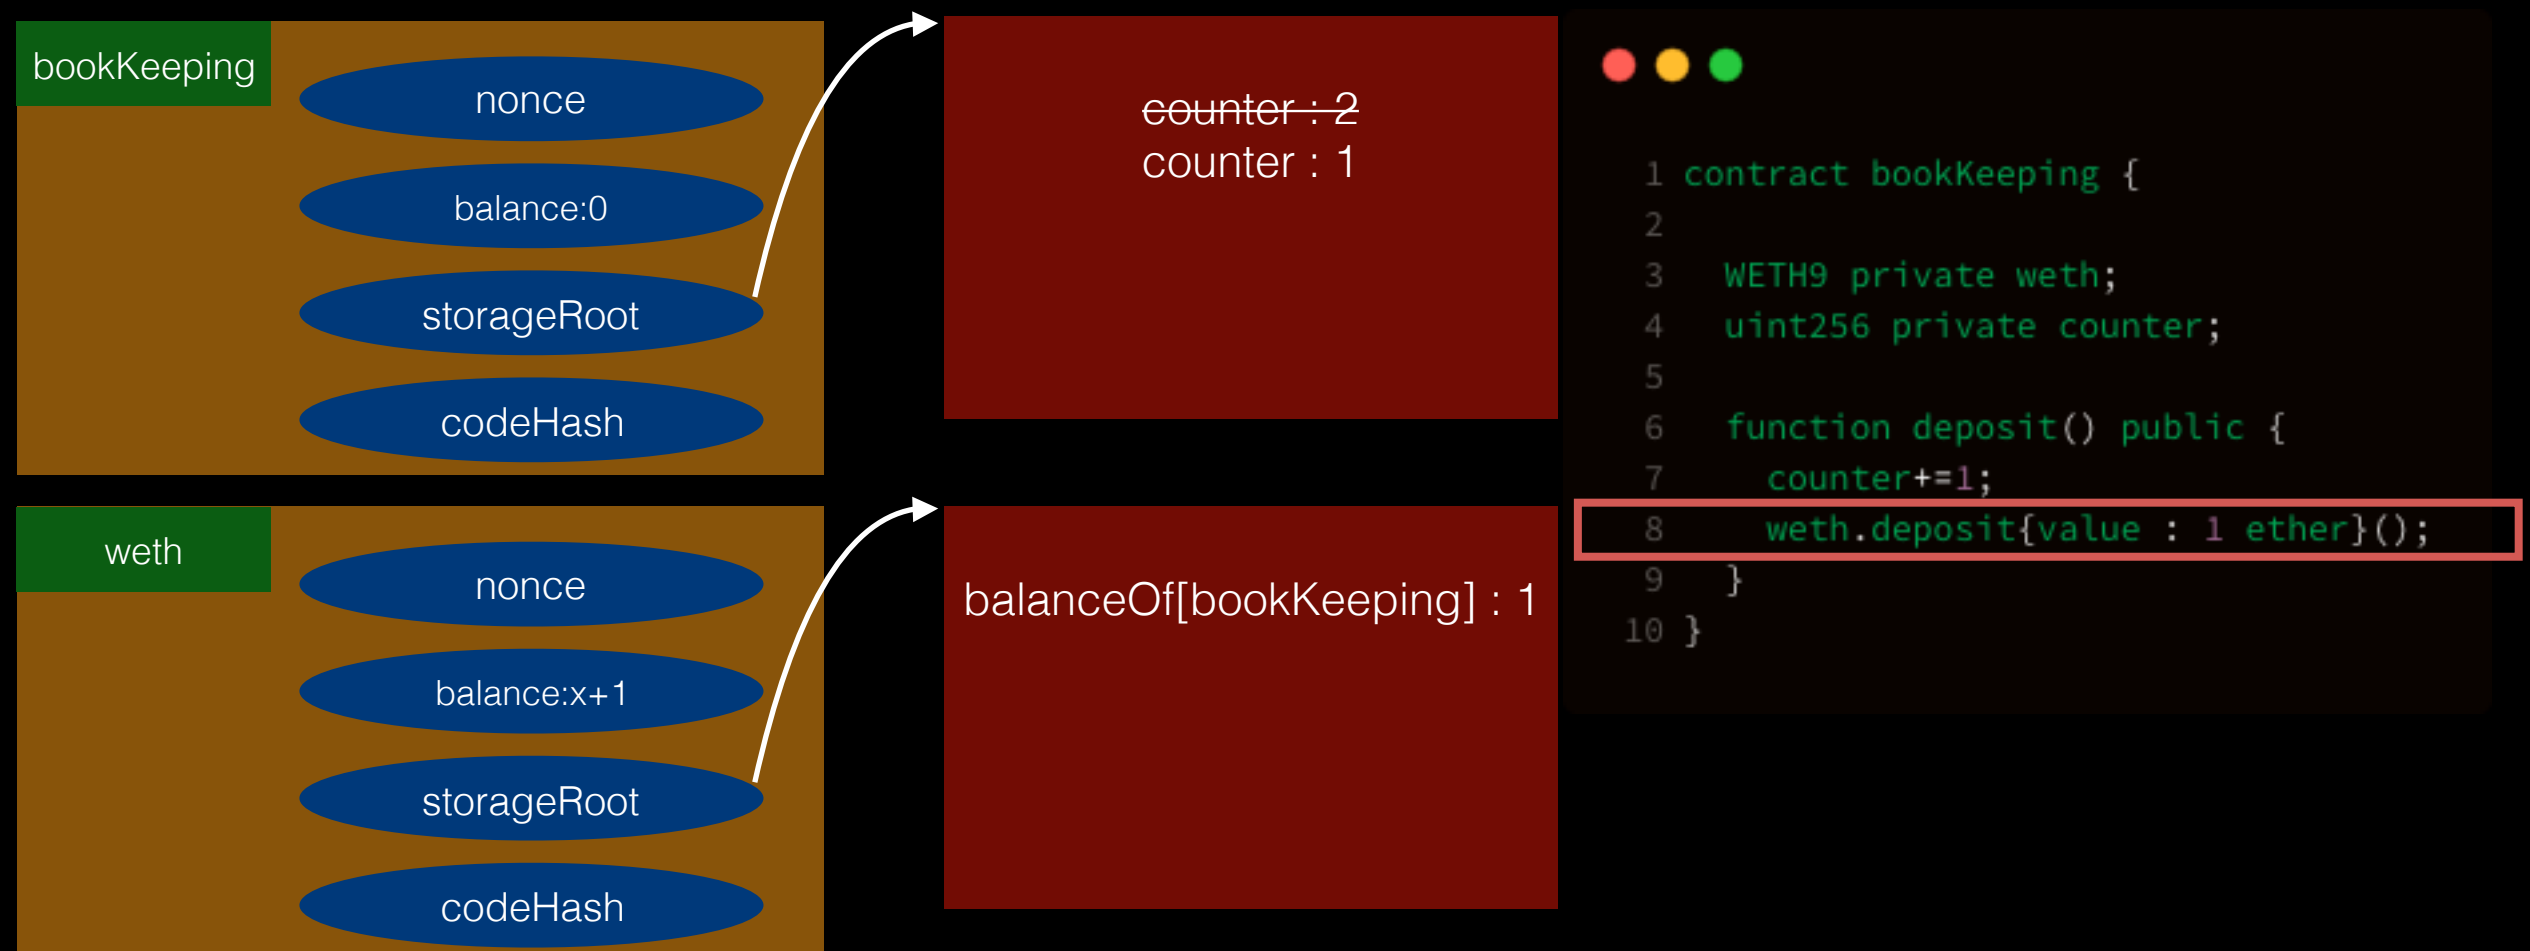 bookKeeping
nonce
balance:0
storageRoot
codeHash
counter : 2
counter : 1
weth
nonce
balance:x+1
storageRoot
codeHash
balanceOf[bookKeeping] : 1
1 contract bookKeeping {
2
3 WETH9 private weth;
4 uint256 private counter;
5
6 function deposit() public {
7 counter+=1;
8 weth.deposit{value : 1 ether}();
9 }
10 }